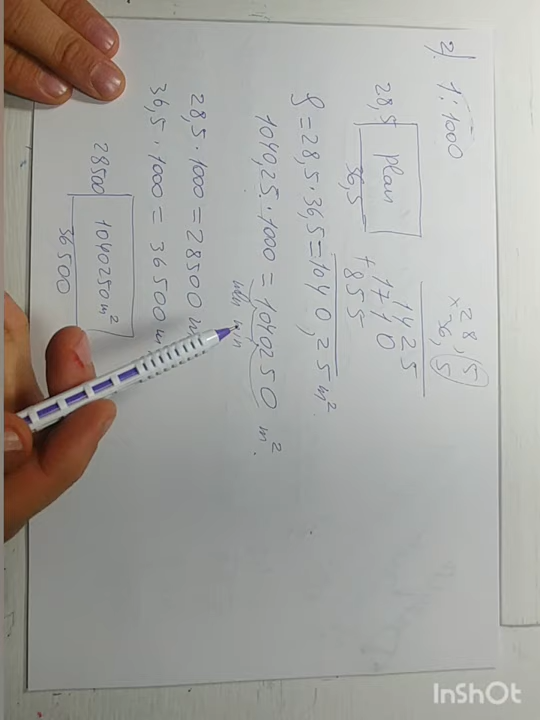 2). 1:1000
28,5
plan
36,5
× 28,5
36,5
1425
+ 1710
855
1040,25 m².
S = 28,5 · 36,5 = 1040,25 m².
1040,25 · 1000 = 1040250 m².
28,5 · 1000 = 28500 m
36,5 · 1000 = 36500 m
28500
1040250 m²
36500
InShOt